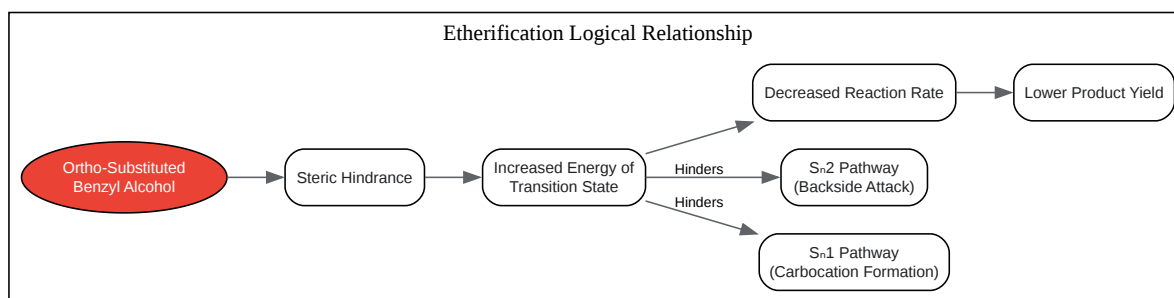 Etherification Logical Relationship
Ortho-Substituted
Benzyl Alcohol
Steric Hindrance
Increased Energy of
Transition State
Decreased Reaction Rate
Lower Product Yield
Hinders
Sₙ2 Pathway
(Backside Attack)
Hinders
Sₙ1 Pathway
(Carbocation Formation)